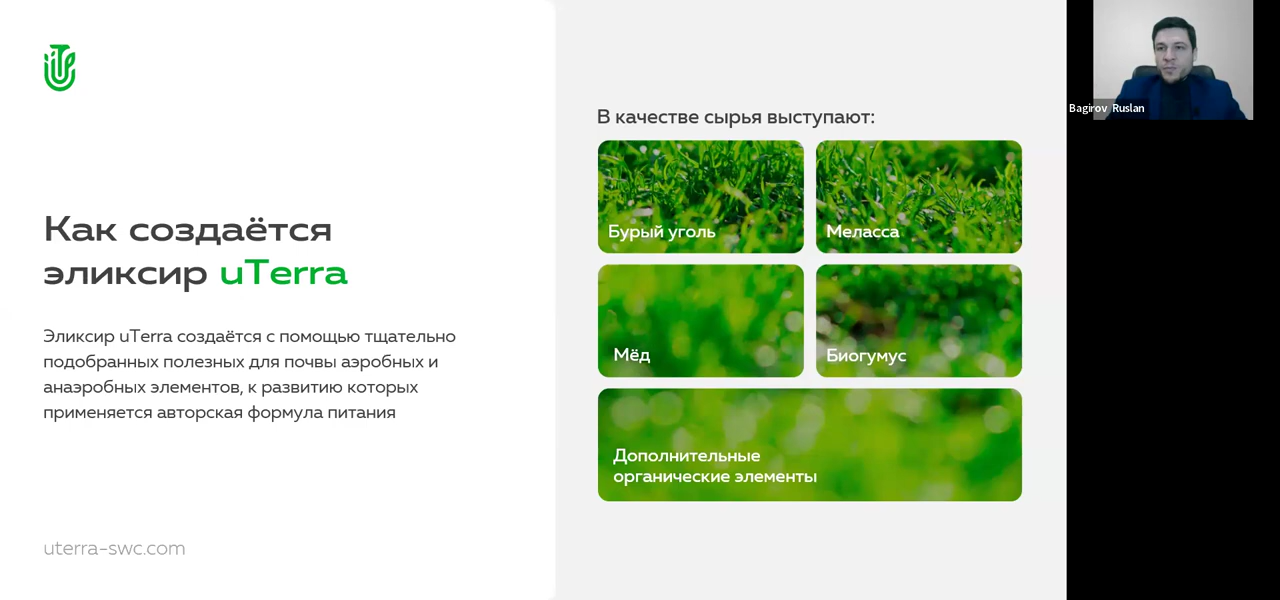 Как создаётся
эликсир uTerra
Эликсир uTerra создаётся с помощью тщательно
подобранных полезных для почвы аэробных и
анаэробных элементов, к развитию которых
применяется авторская формула питания
uterra-swc.com
В качестве сырья выступают:
Бурый уголь
Меласса
Мёд
Биогумус
Дополнительные
органические элементы
Bagirov Ruslan